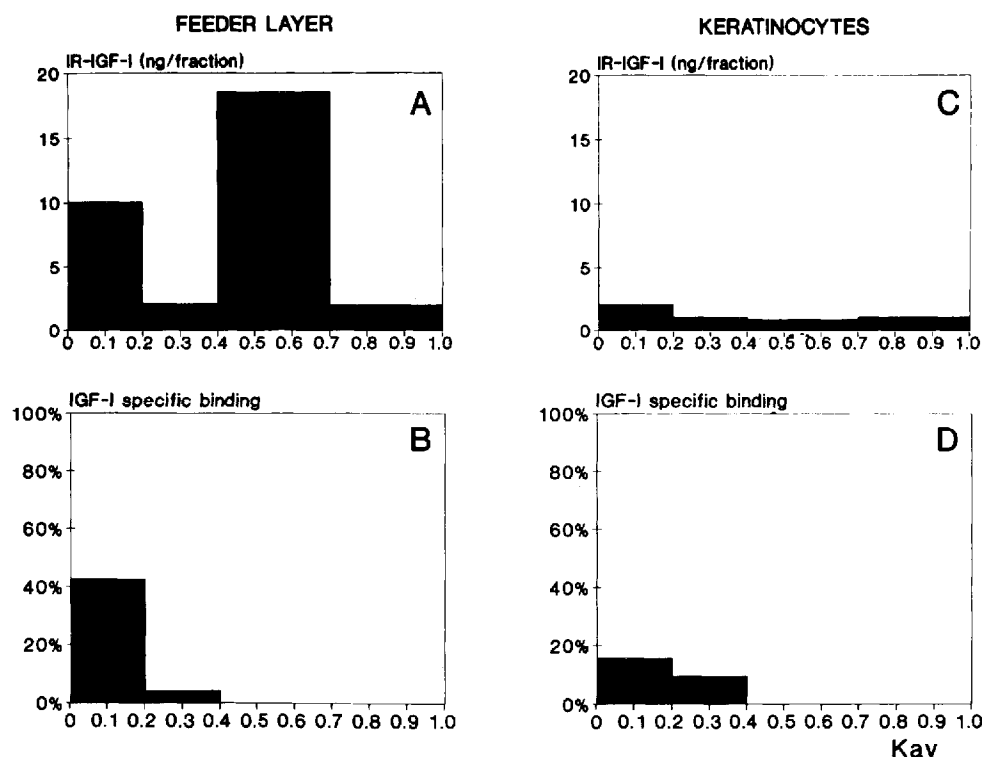 FEEDER LAYER
IR-IGF-I (ng/fraction)
A
20
15
10
5
0
0 0.1 0.2 0.3 0.4 0.5 0.6 0.7 0.8 0.9 1.0
KERATINOCYTES
IR-IGF-I (ng/fraction)
C
20
15
10
5
0
0 0.1 0.2 0.3 0.4 0.5 0.6 0.7 0.8 0.9 1.0
IGF-I specific binding
B
100%
80%
60%
40%
20%
0%
0 0.1 0.2 0.3 0.4 0.5 0.6 0.7 0.8 0.9 1.0
IGF-I specific binding
D
100%
80%
60%
40%
20%
0%
0 0.1 0.2 0.3 0.4 0.5 0.6 0.7 0.8 0.9 1.0
Kav